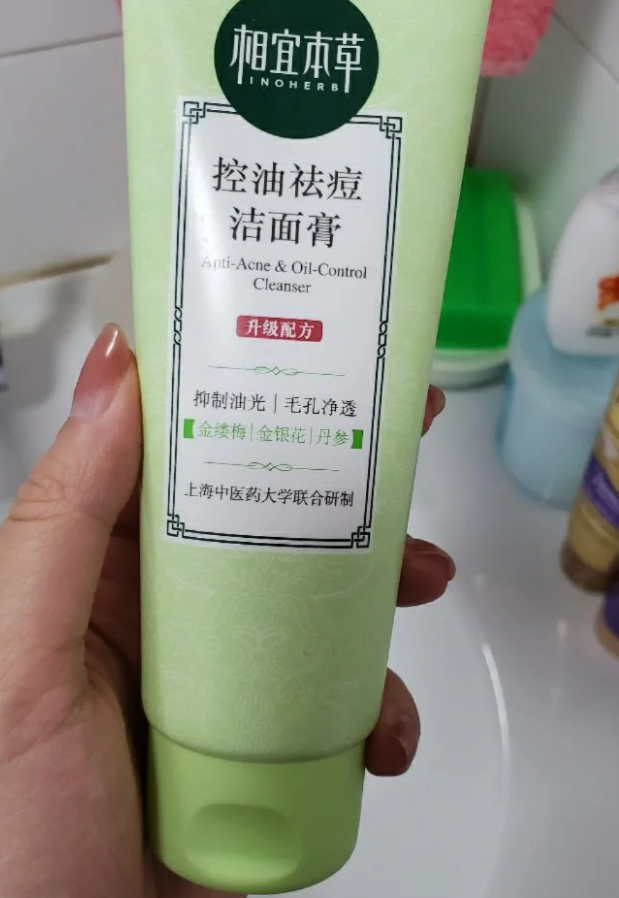 相宜本草
INOHERB
控油祛痘
洁面膏
Anti-Acne & Oil-Control
Cleanser
升级配方
抑制油光｜毛孔净透
【金缕梅|金银花|丹参】
上海中医药大学联合研制